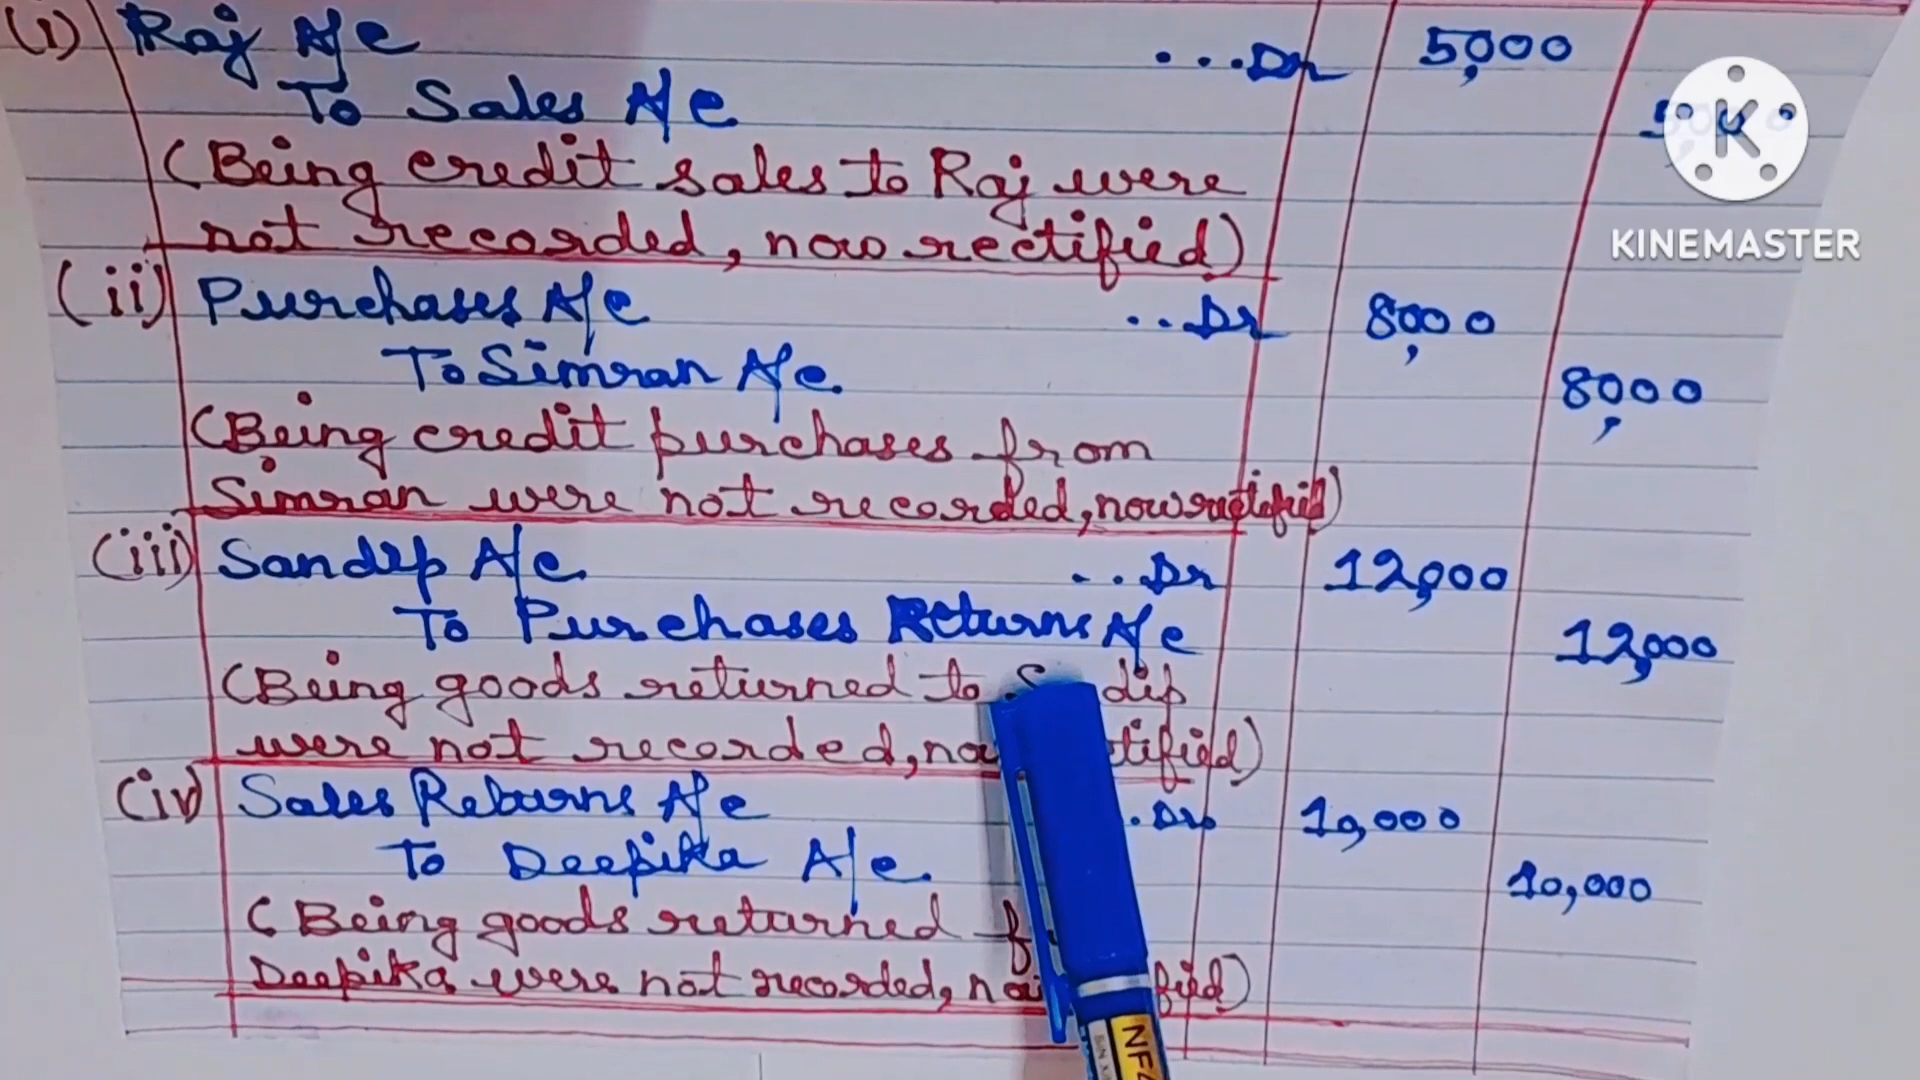 (i) Raj A/c ...Dr 5,000
To Sales A/c
(Being credit sales to Raj were
not recorded, now rectified)
KINEMASTER
(ii) Purchases A/c ..Dr 8,000
To Simran A/c. 8,000
(Being credit purchases from
Simran were not recorded, now rectified)
(iii) Sandip A/c. ..Dr 12,000
To Purchases Returns A/c 12,000
(Being goods returned to
were not recorded,
(iv) Sales Returns A/c .Dr. 10,000
To Deepika A/c. 10,000
(Being goods returned
Deepika were not recorded,